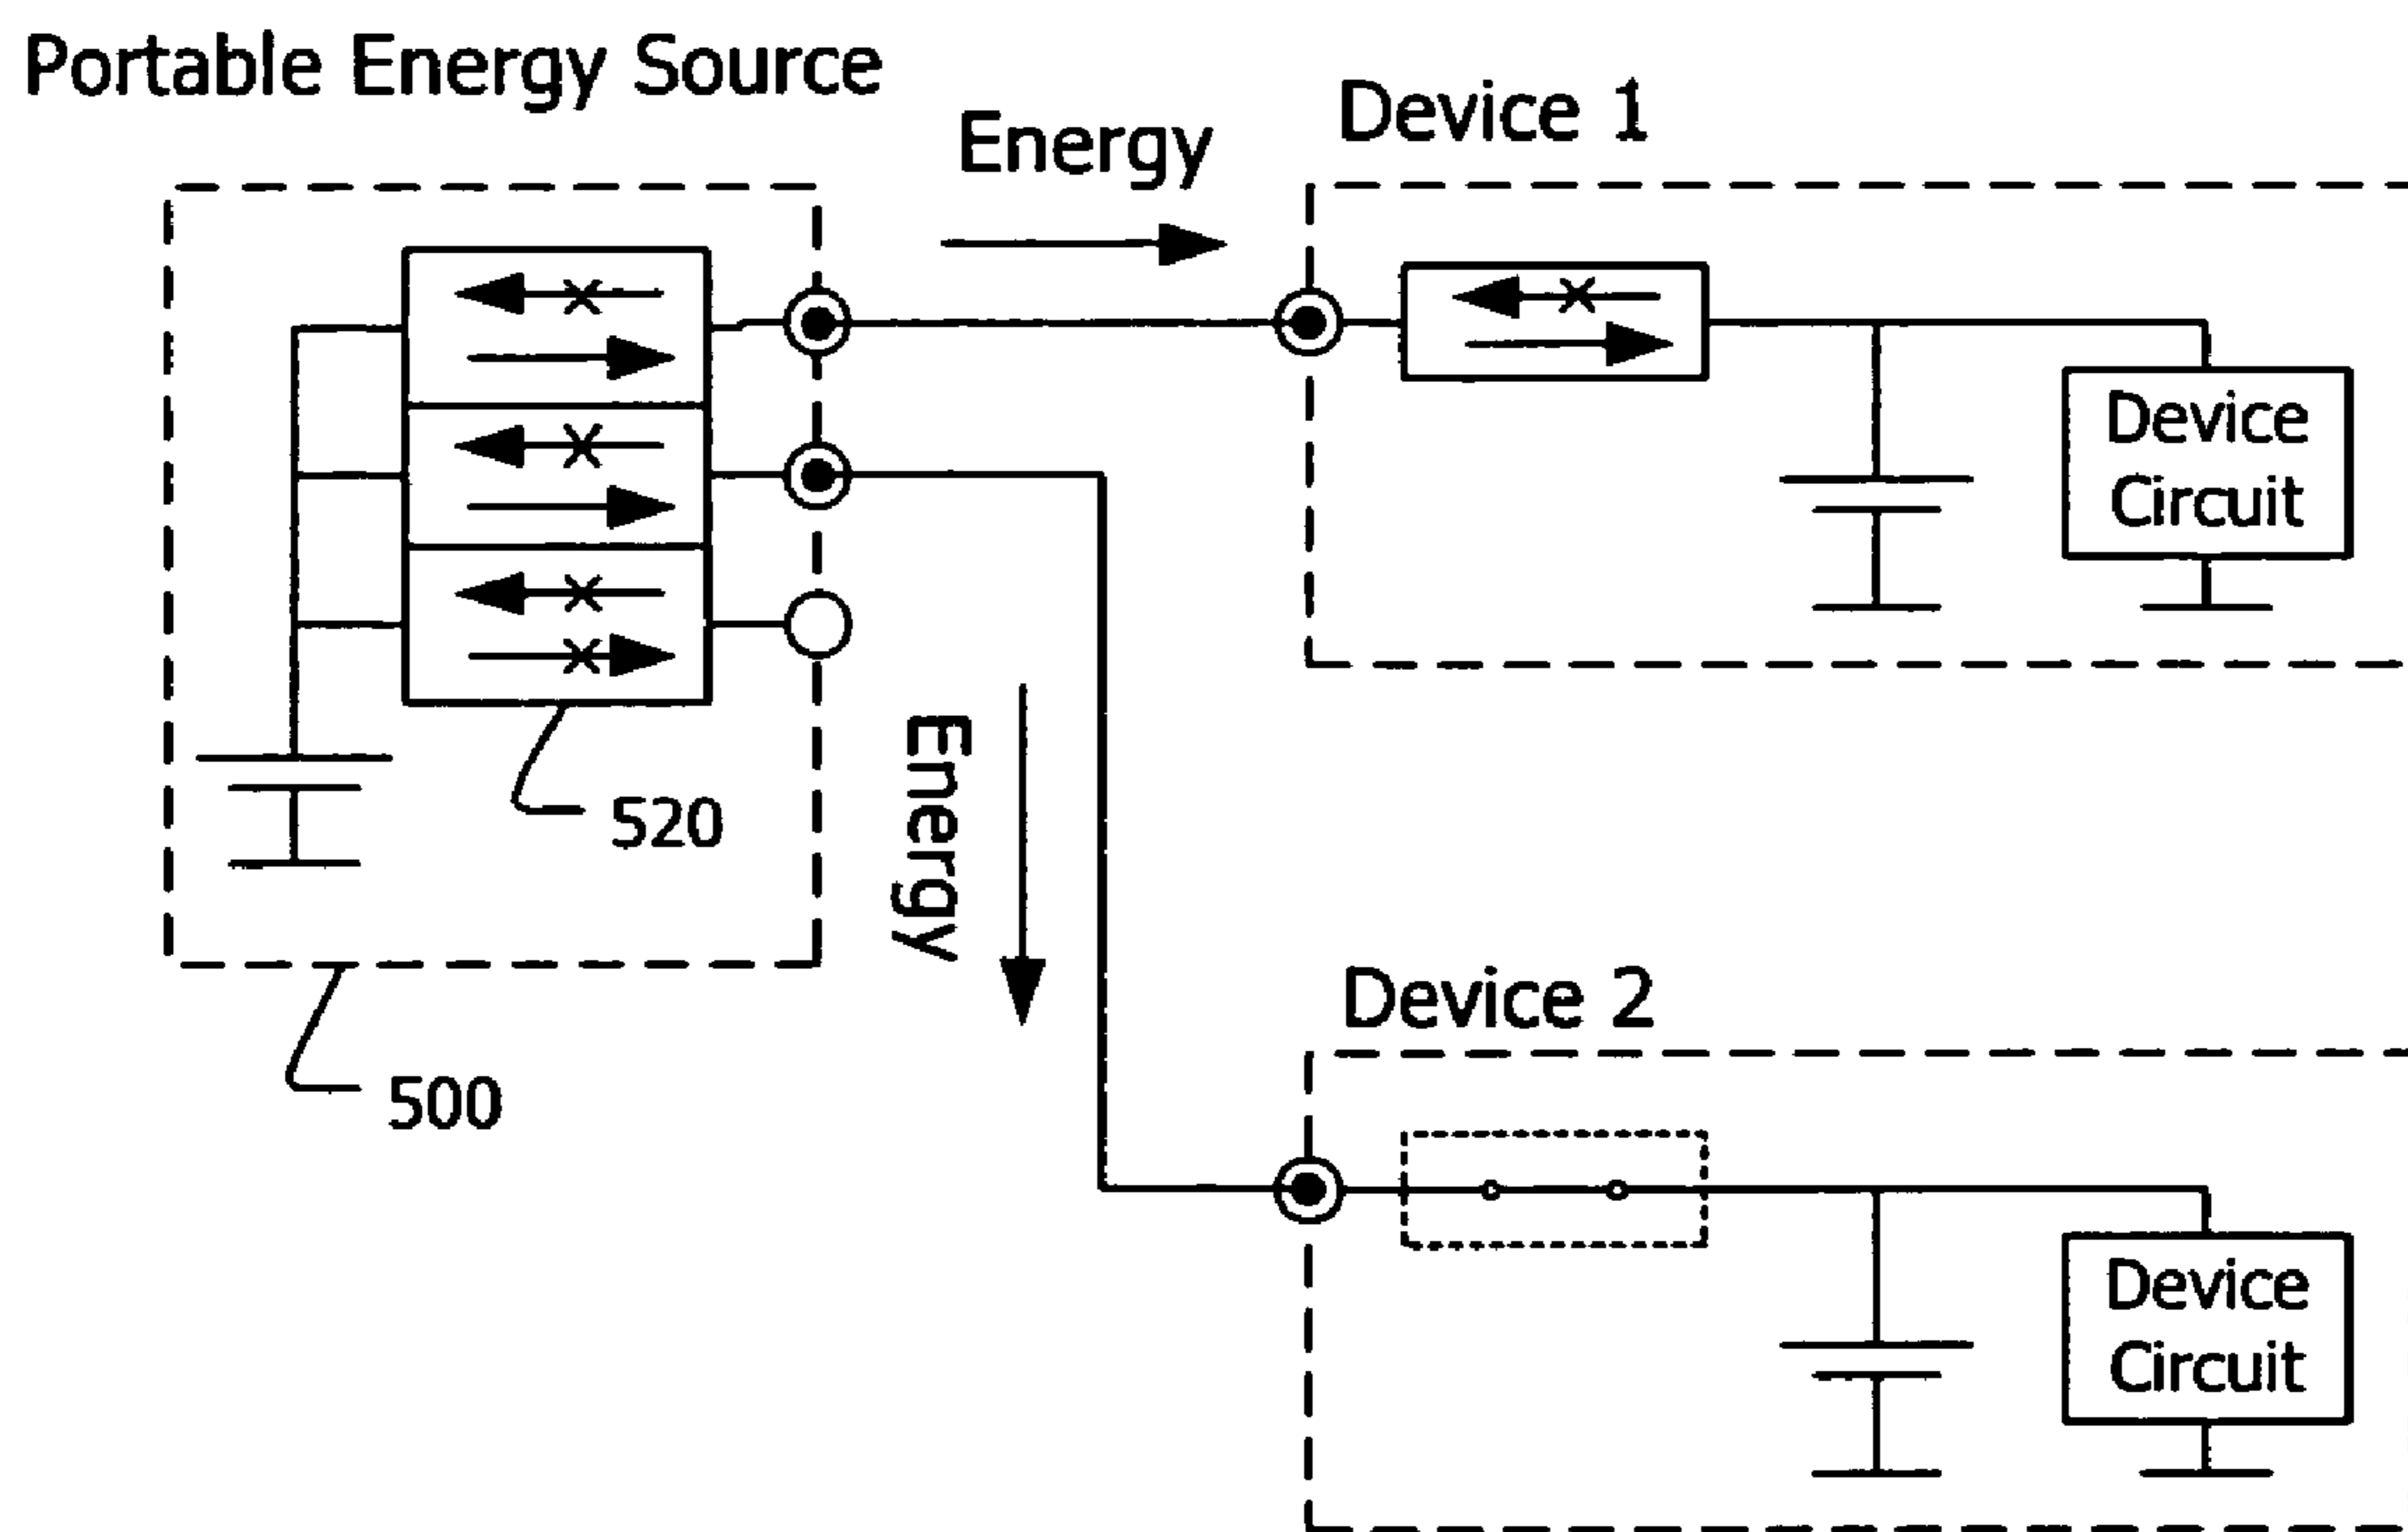 Portable Energy Source
Energy
Device 1
Device
Circuit
520
Energy
500
Device 2
Device
Circuit